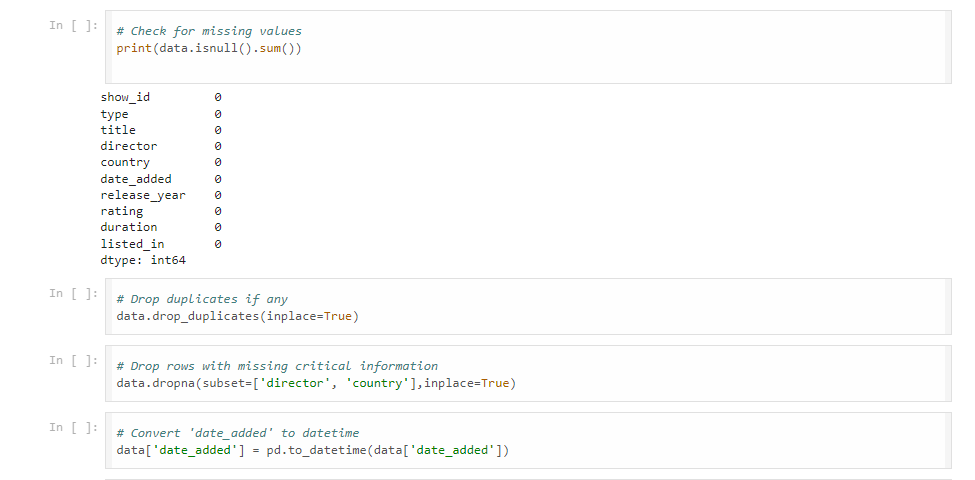 In [ ]:
# Check for missing values
print(data.isnull().sum())
show_id 0
type 0
title 0
director 0
country 0
date_added 0
release_year 0
rating 0
duration 0
listed_in 0
dtype: int64
In [ ]:
# Drop duplicates if any
data.drop_duplicates(inplace=True)
In [ ]:
# Drop rows with missing critical information
data.dropna(subset=['director', 'country'],inplace=True)
In [ ]:
# Convert 'date_added' to datetime
data['date_added'] = pd.to_datetime(data['date_added'])